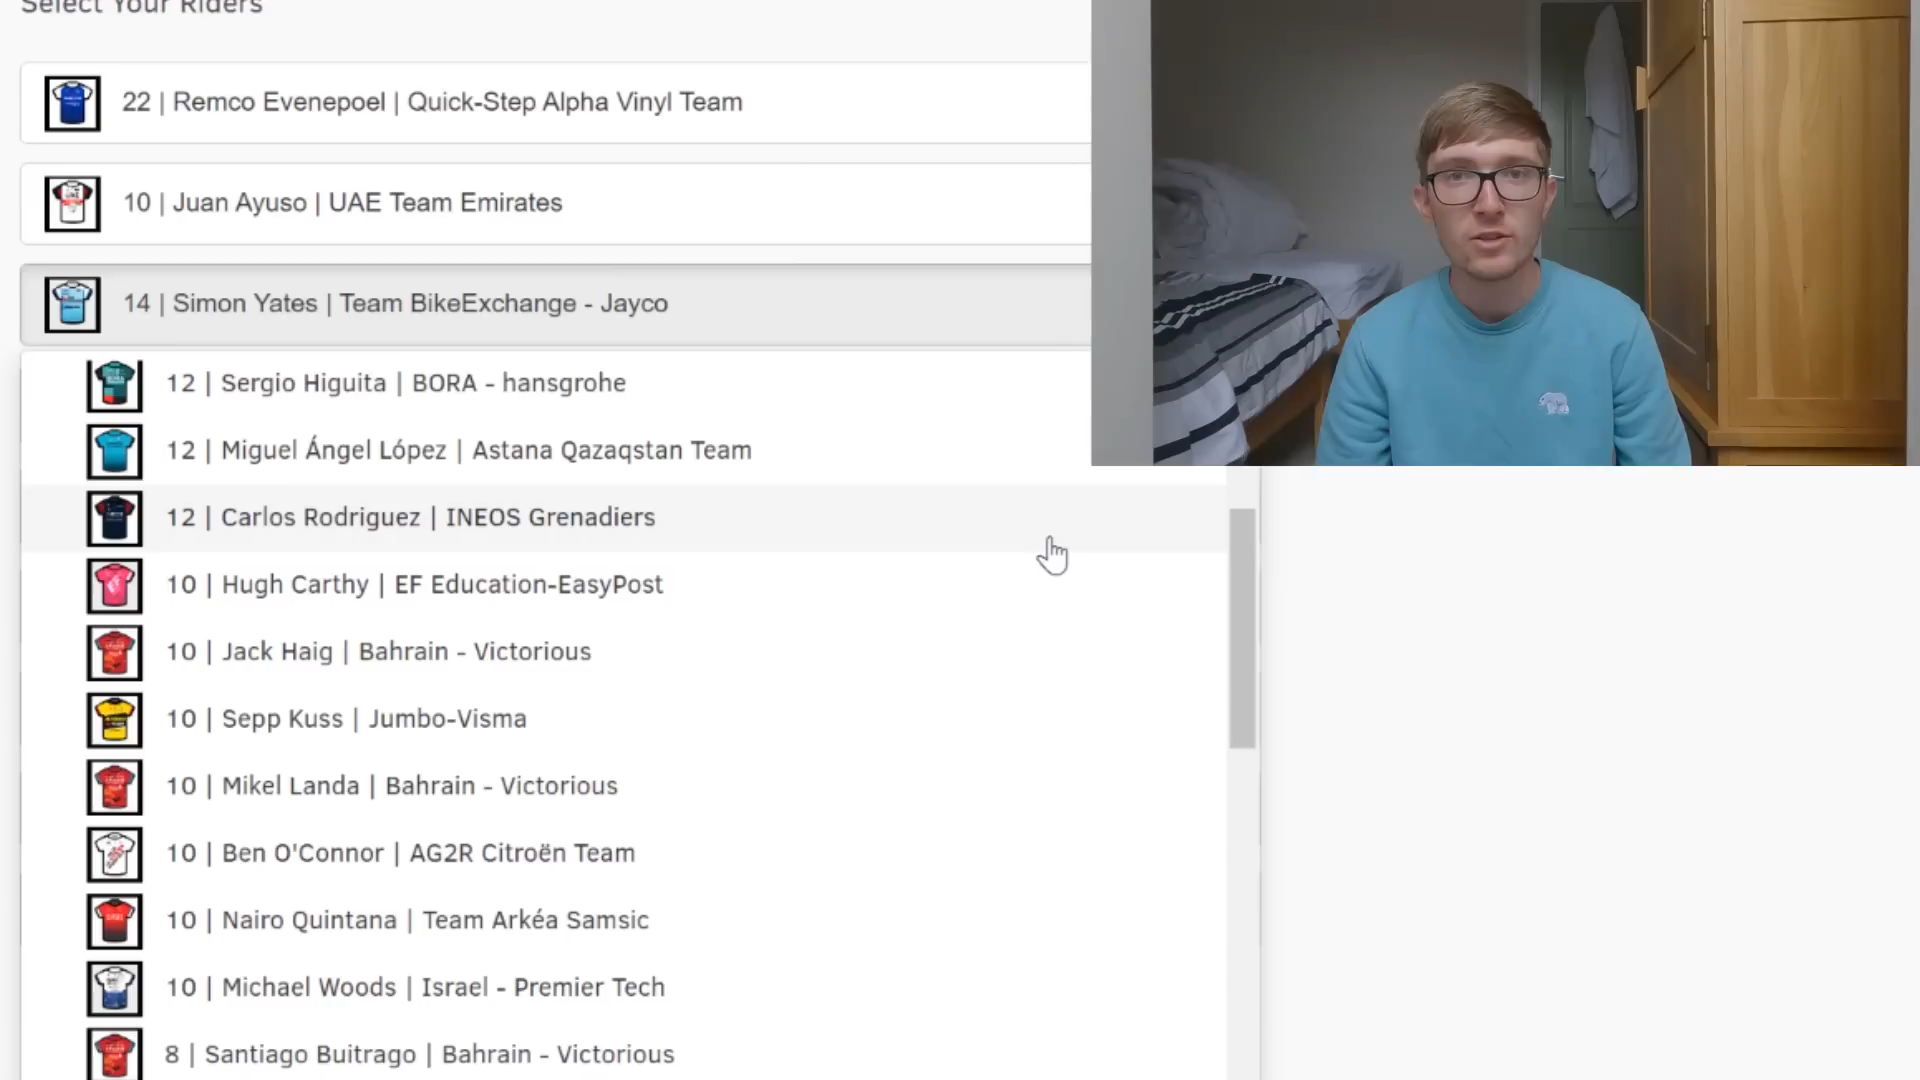 Select Your Riders
22 | Remco Evenepoel | Quick-Step Alpha Vinyl Team
10 | Juan Ayuso | UAE Team Emirates
14 | Simon Yates | Team BikeExchange - Jayco
12 | Sergio Higuita | BORA - hansgrohe
12 | Miguel Ángel López | Astana Qazaqstan Team
12 | Carlos Rodriguez | INEOS Grenadiers
10 | Hugh Carthy | EF Education-EasyPost
10 | Jack Haig | Bahrain - Victorious
10 | Sepp Kuss | Jumbo-Visma
10 | Mikel Landa | Bahrain - Victorious
10 | Ben O'Connor | AG2R Citroën Team
10 | Nairo Quintana | Team Arkéa Samsic
10 | Michael Woods | Israel - Premier Tech
8 | Santiago Buitrago | Bahrain - Victorious